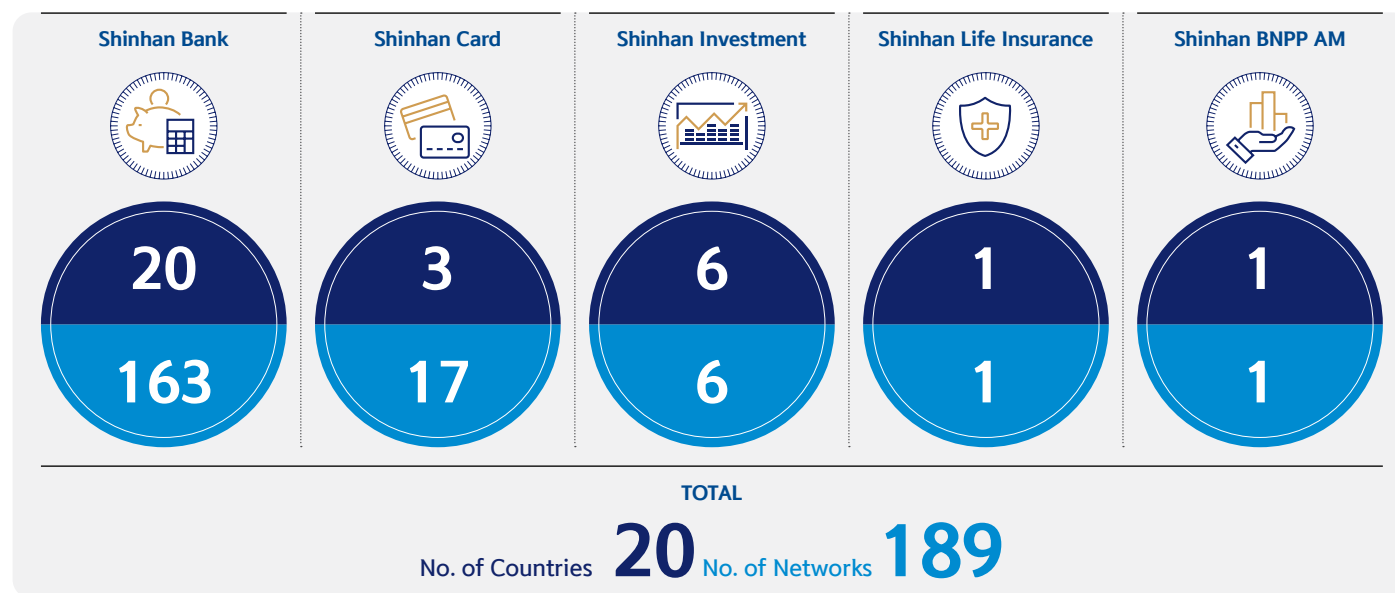 Shinhan Bank
Shinhan Card
Shinhan Investment
Shinhan Life Insurance
Shinhan BNPP AM
20
3
6
1
1
163
17
6
1
1
TOTAL
No. of Countries 20 No. of Networks 189